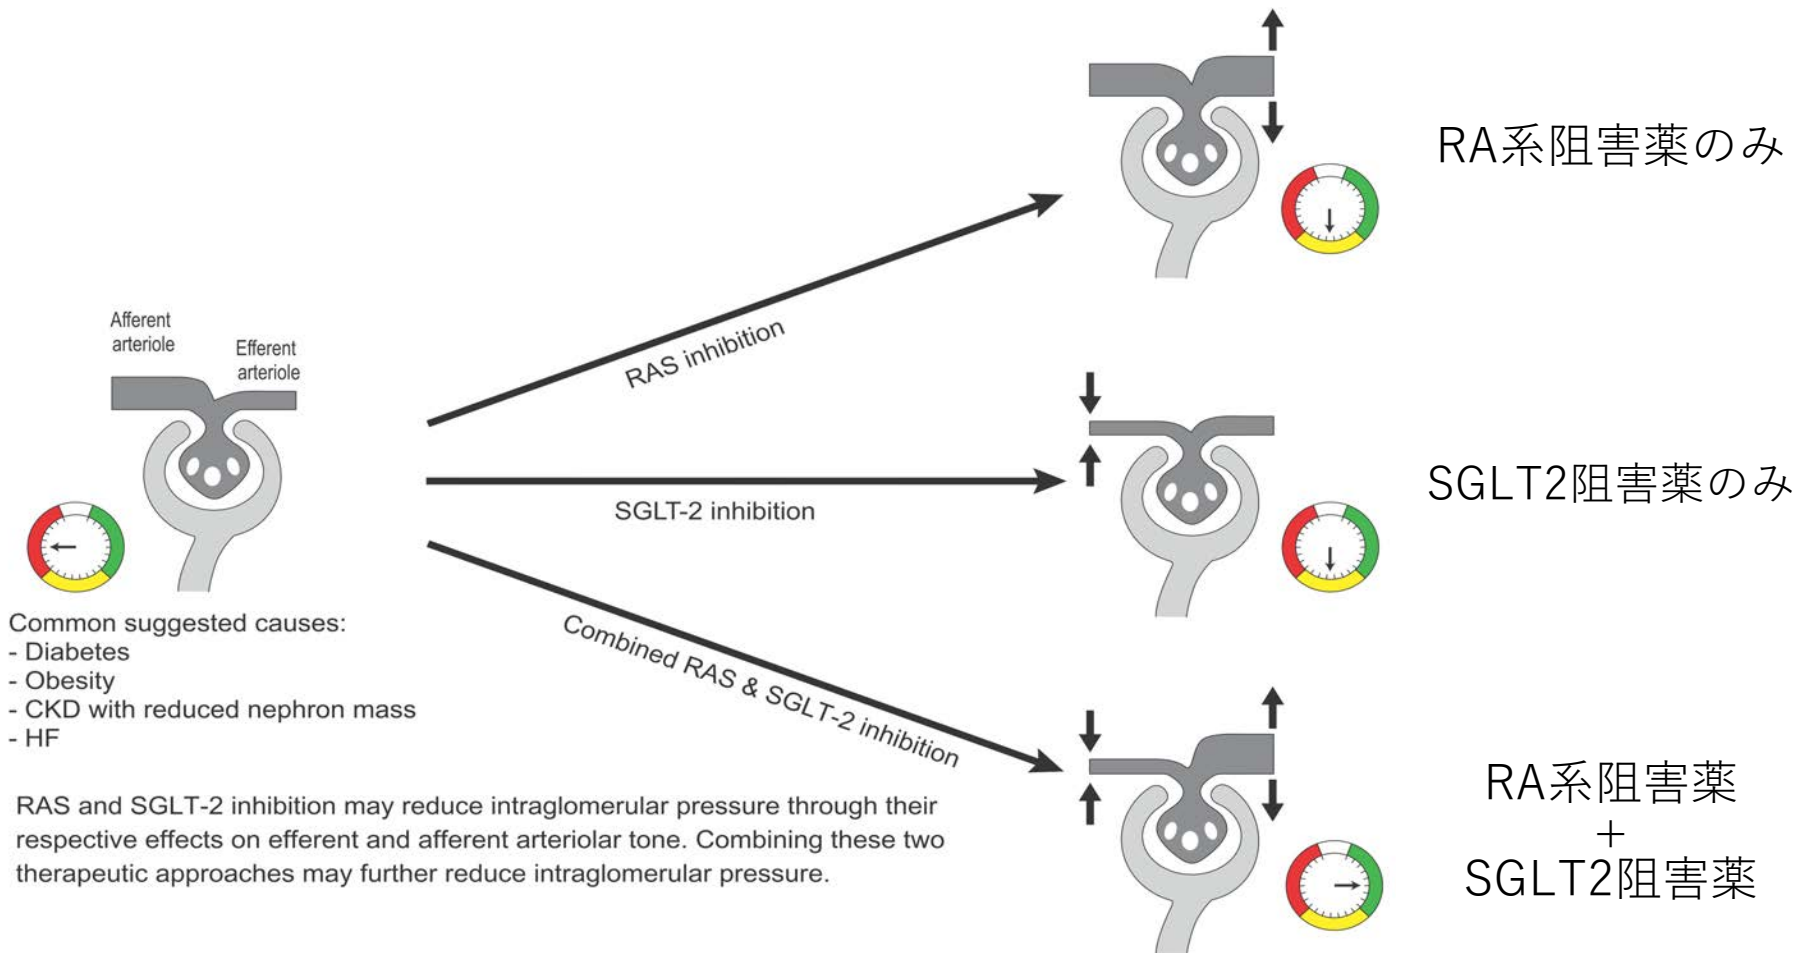 Afferent
arteriole
Efferent
arteriole
Common suggested causes:
- Diabetes
- Obesity
- CKD with reduced nephron mass
- HF
RAS inhibition
SGLT-2 inhibition
Combined RAS & SGLT-2 inhibition
RA系阻害薬のみ
SGLT2阻害薬のみ
RA系阻害薬
+
SGLT2阻害薬
RAS and SGLT-2 inhibition may reduce intraglomerular pressure through their
respective effects on efferent and afferent arteriolar tone. Combining these two
therapeutic approaches may further reduce intraglomerular pressure.